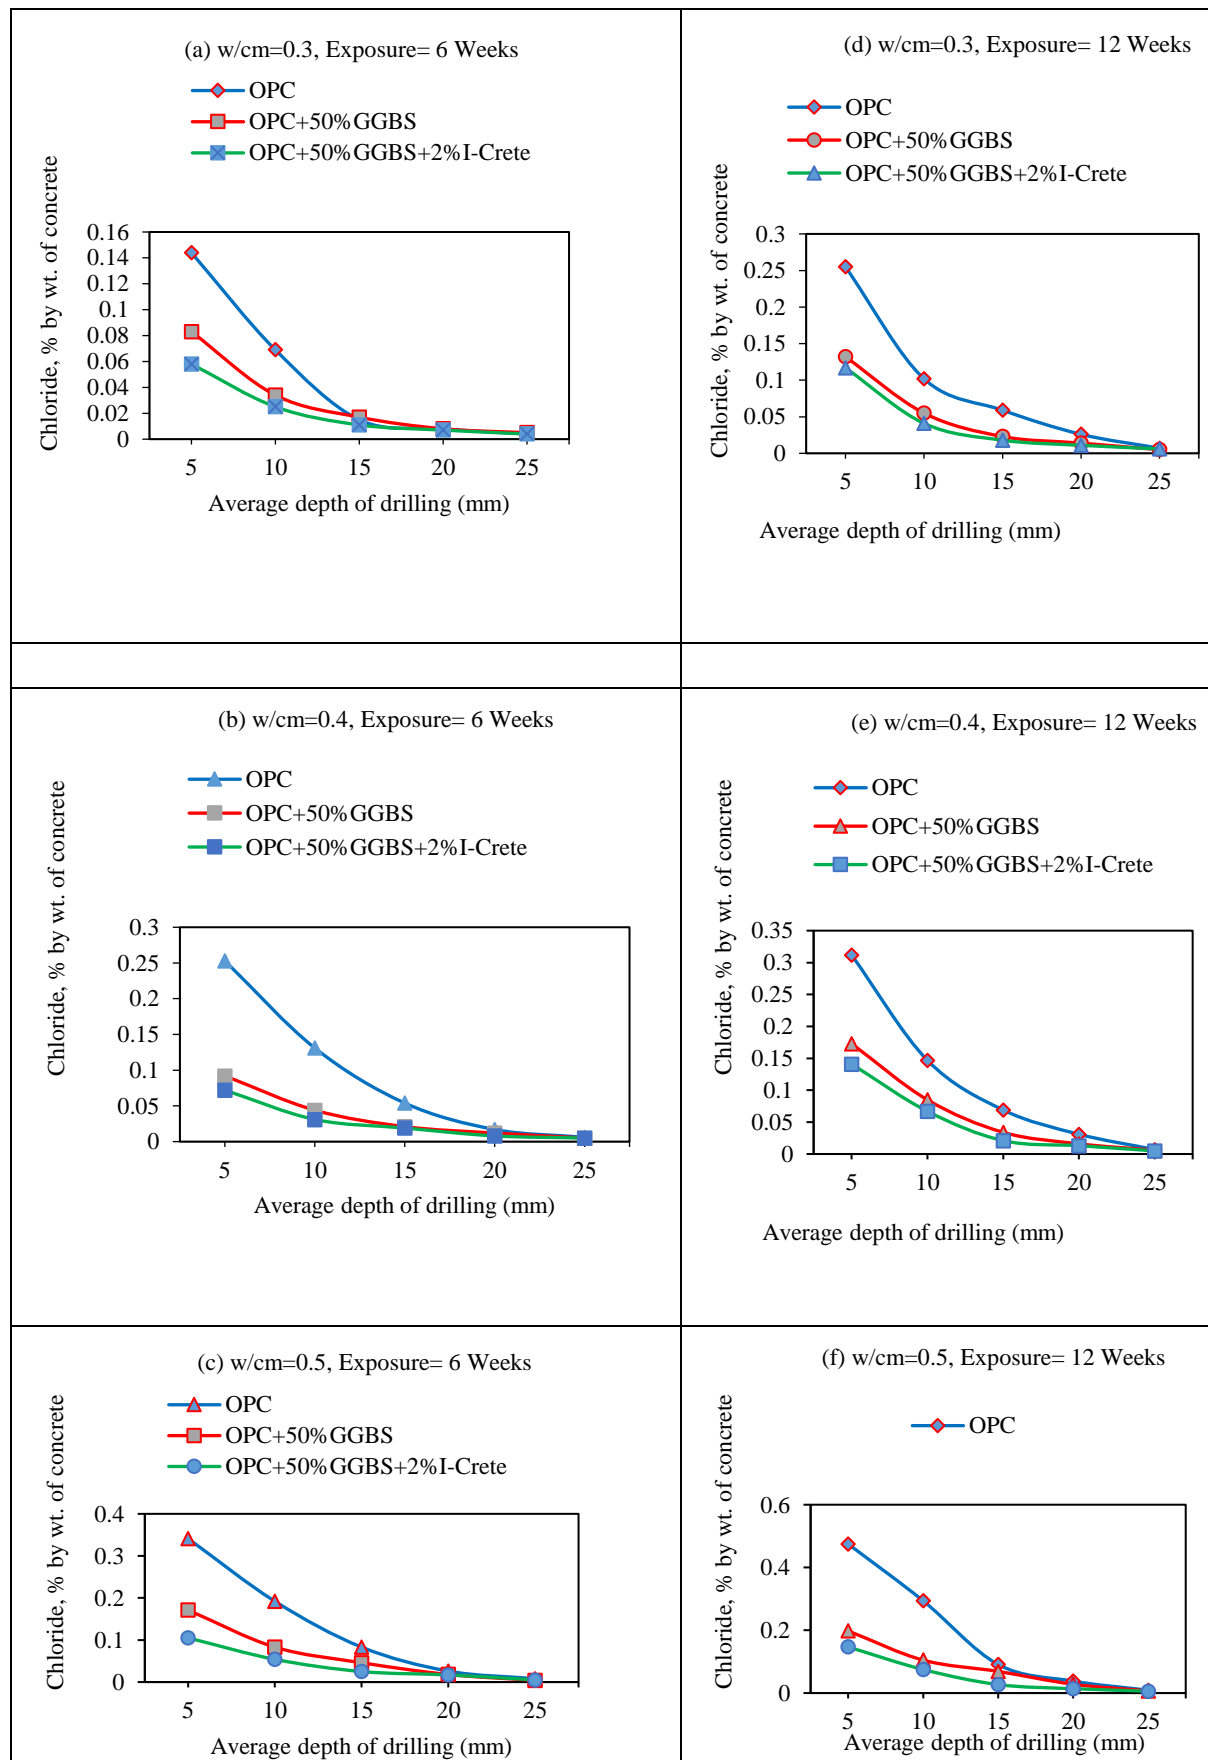 (a) w/cm=0.3, Exposure= 6 Weeks
OPC
OPC+50%GGBS
OPC+50%GGBS+2%I-Crete
Chloride, % by wt. of concrete
0.16
0.14
0.12
0.1
0.08
0.06
0.04
0.02
0
5 10 15 20 25
Average depth of drilling (mm)
(d) w/cm=0.3, Exposure= 12 Weeks
OPC
OPC+50%GGBS
OPC+50%GGBS+2%I-Crete
Chloride, % by wt. of concrete
0.3
0.25
0.2
0.15
0.1
0.05
0
5 10 15 20 25
Average depth of drilling (mm)
(b) w/cm=0.4, Exposure= 6 Weeks
OPC
OPC+50%GGBS
OPC+50%GGBS+2%I-Crete
Chloride, % by wt. of concrete
0.3
0.25
0.2
0.15
0.1
0.05
0
5 10 15 20 25
Average depth of drilling (mm)
(e) w/cm=0.4, Exposure= 12 Weeks
OPC
OPC+50%GGBS
OPC+50%GGBS+2%I-Crete
Chloride, % by wt. of concrete
0.35
0.3
0.25
0.2
0.15
0.1
0.05
0
5 10 15 20 25
Average depth of drilling (mm)
(c) w/cm=0.5, Exposure= 6 Weeks
OPC
OPC+50%GGBS
OPC+50%GGBS+2%I-Crete
Chloride, % by wt. of concrete
0.4
0.3
0.2
0.1
0
5 10 15 20 25
Average depth of drilling (mm)
(f) w/cm=0.5, Exposure= 12 Weeks
OPC
Chloride, % by wt. of concrete
0.6
0.4
0.2
0
5 10 15 20 25
Average depth of drilling (mm)